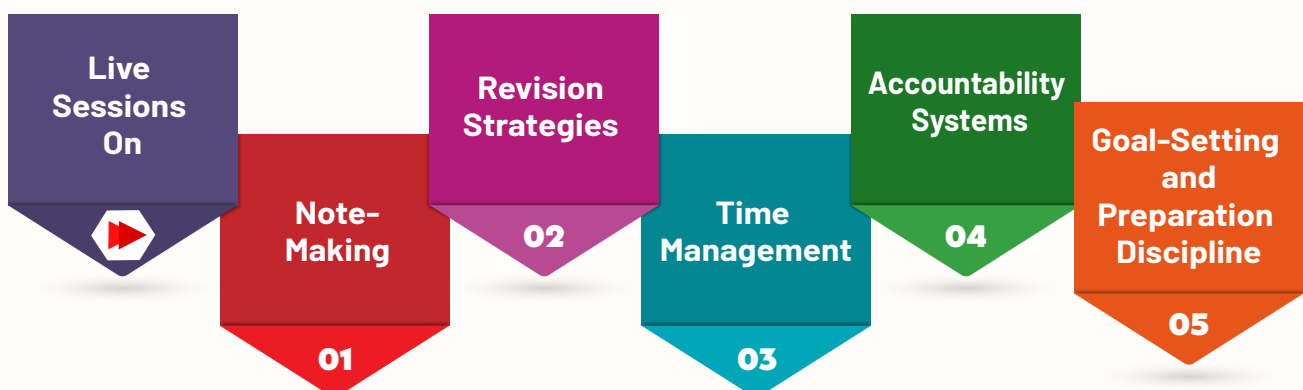 Live
Sessions
On
Note-
Making
01
Revision
Strategies
02
Time
Management
03
Accountability
Systems
04
Goal-Setting
and
Preparation
Discipline
05